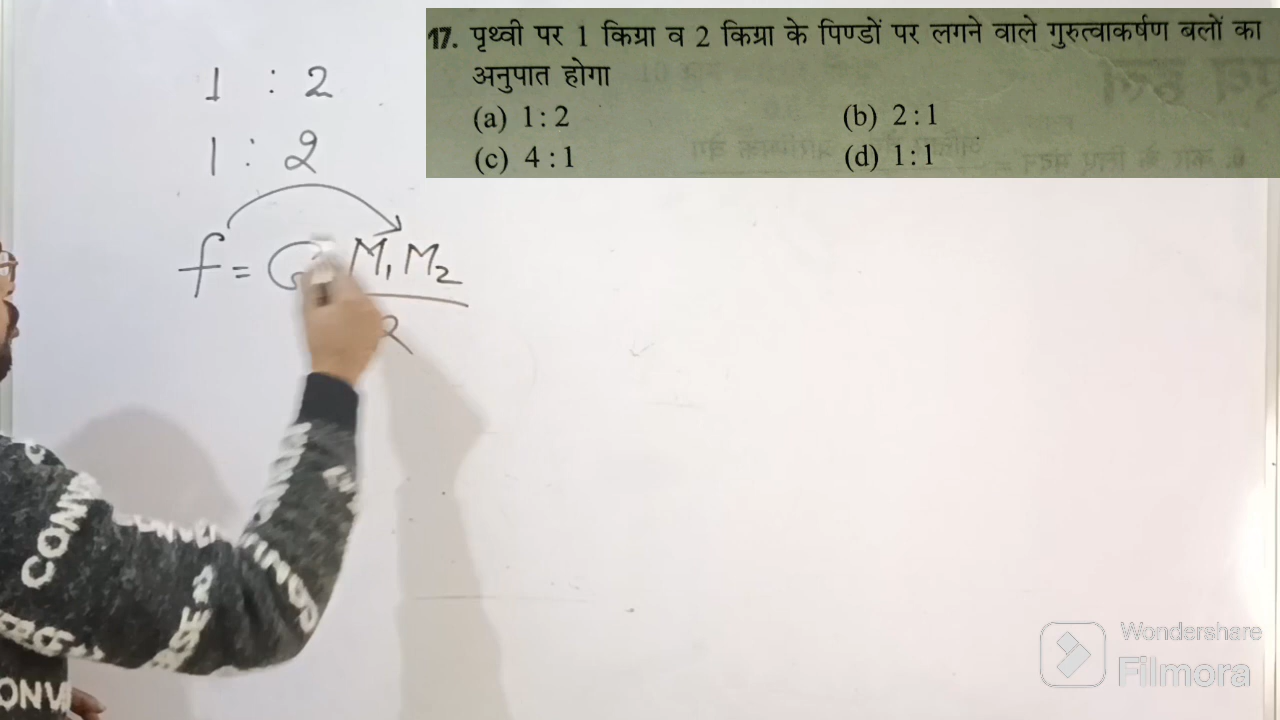 17. पृथ्वी पर 1 किग्रा व 2 किग्रा के पिण्डों पर लगने वाले गुरुत्वाकर्षण बलों का
अनुपात होगा
(a) 1:2 (b) 2:1
(c) 4:1 (d) 1:1
1 : 2
1 : 2
f = G M₁M₂
CONV
Wondershare
Filmora